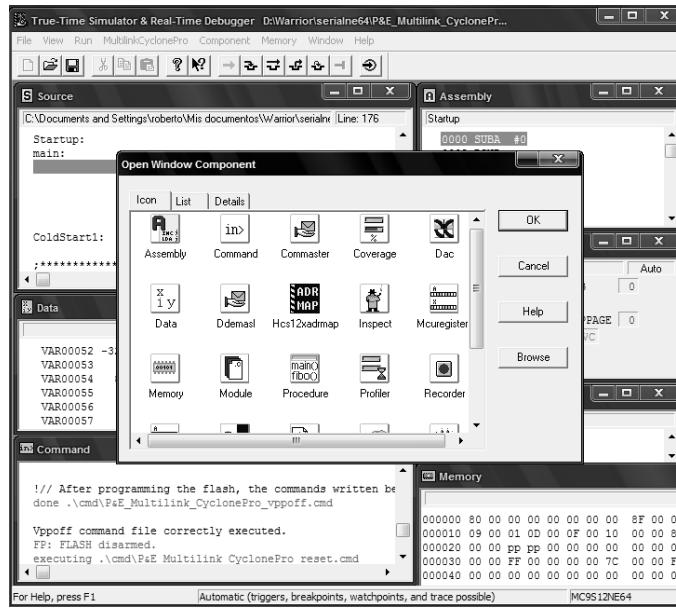 True-Time Simulator & Real-Time Debugger D:\Warrior\serialne64\P&E_Multilink_CyclonePr...
File View Run MultilinkCyclonePro Component Memory Window Help
Source
Assembly
C:\Documents and Settings\roberto\Mis documentos\Warrior\serialne Line: 176
Startup
Startup:
main:
0000 SUBA #0
Open Window Component
Icon List Details
Assembly Command Commaster Coverage Dac
OK
ColdStart1:
Cancel
Auto
0
Data
Data Ddemasl Hcs12xadrmap Inspect Mcuregister
Help
PPAGE 0
Browse
VAR00052
VAR00053
VAR00054
VAR00055
VAR00056
VAR00057
Memory Module Procedure Profiler Recorder
Command
Memory
!// After programming the flash, the commands written be
done .\cmd\P&E_Multilink_CyclonePro_vppoff.cmd
Vppoff command file correctly executed.
FP: FLASH disarmed.
executing .\cmd\P&E_Multilink_CyclonePro_reset.cmd
000000 80 00 00 00 00 00 00 00 8F 00 0
000010 09 00 01 0D 00 0F 00 10 00 00 8
000020 00 00 pp pp 00 00 00 00 00 00 0
000030 00 00 FF 00 00 00 00 7C 00 00 F
000040 00 00 00 00 00 00 00 00 00 00 0
For Help, press F1
Automatic (triggers, breakpoints, watchpoints, and trace possible)
MC9S12NE64